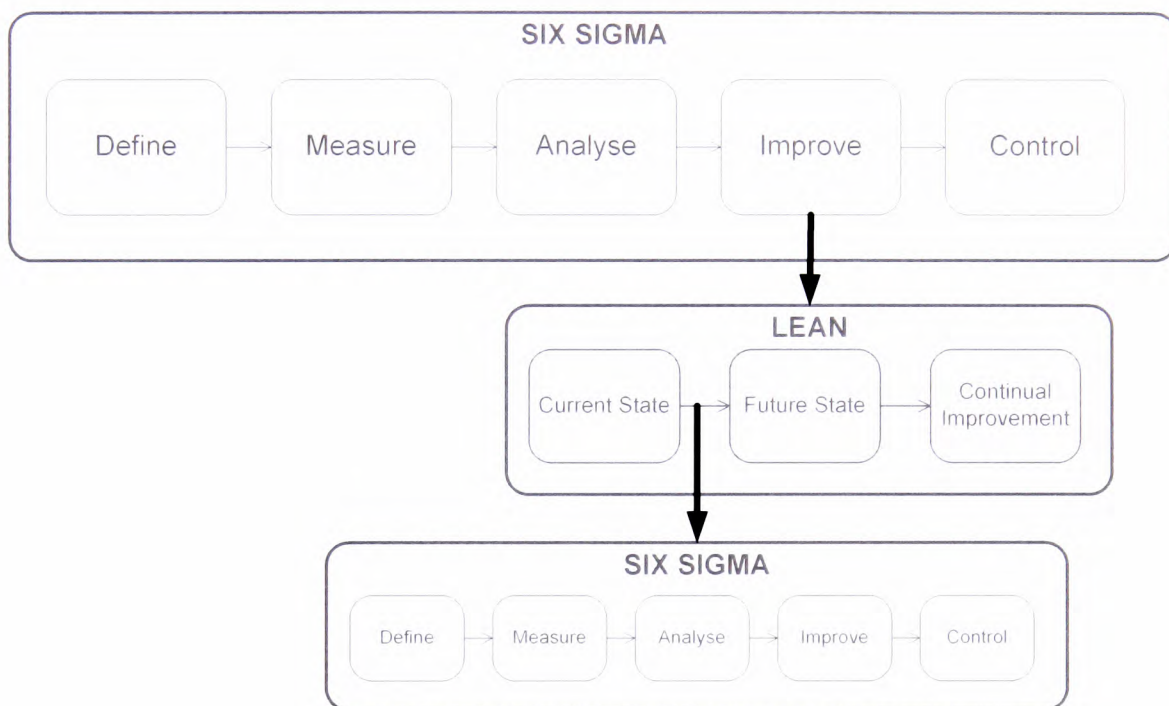 SIX SIGMA
Define
Measure
Analyse
Improve
Control
LEAN
Current State
Future State
Continual
Improvement
SIX SIGMA
Define
Measure
Analyse
Improve
Control